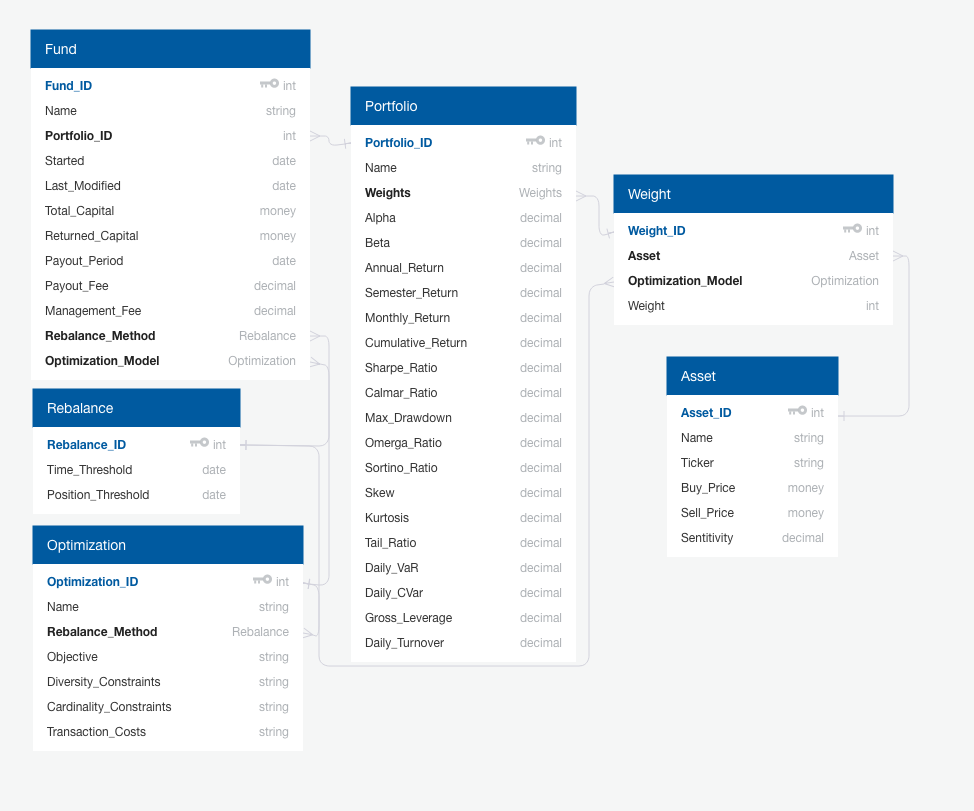 Fund
Fund_ID int
Name string
Portfolio_ID int
Started date
Last_Modified date
Total_Capital money
Returned_Capital money
Payout_Period date
Payout_Fee decimal
Management_Fee decimal
Rebalance_Method Rebalance
Optimization_Model Optimization
Rebalance
Rebalance_ID int
Time_Threshold date
Position_Threshold date
Optimization
Optimization_ID int
Name string
Rebalance_Method Rebalance
Objective string
Diversity_Constraints string
Cardinality_Constraints string
Transaction_Costs string
Portfolio
Portfolio_ID int
Name string
Weights Weights
Alpha decimal
Beta decimal
Annual_Return decimal
Semester_Return decimal
Monthly_Return decimal
Cumulative_Return decimal
Sharpe_Ratio decimal
Calmar_Ratio decimal
Max_Drawdown decimal
Omerga_Ratio decimal
Sortino_Ratio decimal
Skew decimal
Kurtosis decimal
Tail_Ratio decimal
Daily_VaR decimal
Daily_CVar decimal
Gross_Leverage decimal
Daily_Turnover decimal
Weight
Weight_ID int
Asset Asset
Optimization_Model Optimization
Weight int
Asset
Asset_ID int
Name string
Ticker string
Buy_Price money
Sell_Price money
Sentitivity decimal